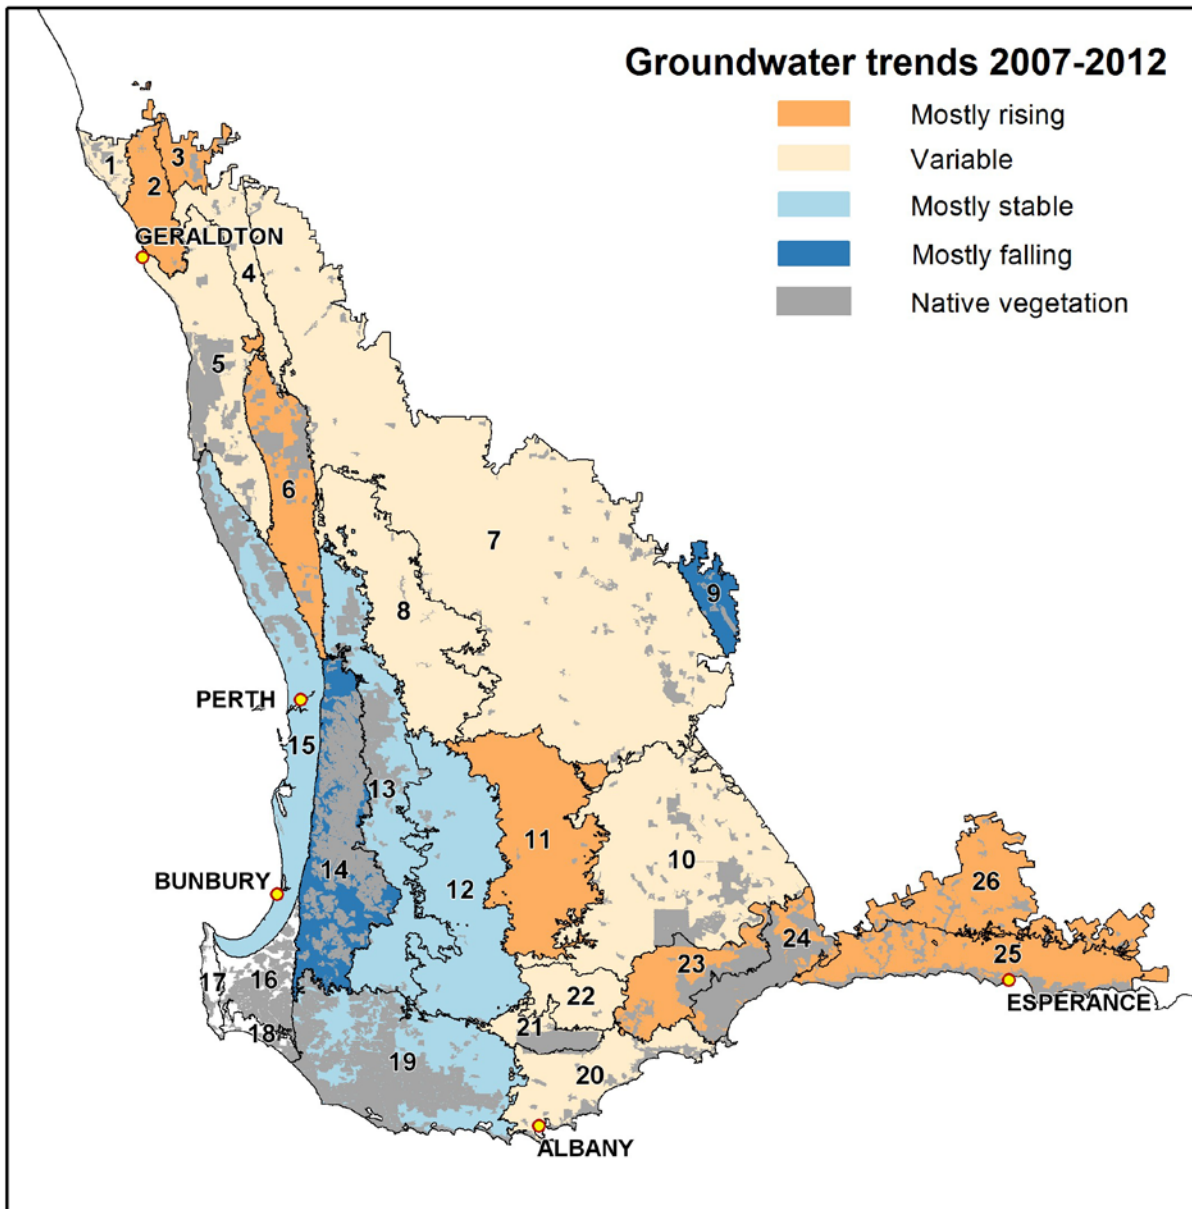 Groundwater trends 2007-2012
Mostly rising
Variable
Mostly stable
Mostly falling
Native vegetation
1
2
3
GERALDTON
4
5
6
7
8
9
PERTH
15
13
11
10
14
12
BUNBURY
26
24
25
23
17
16
22
ESPERANCE
21
18
19
20
ALBANY